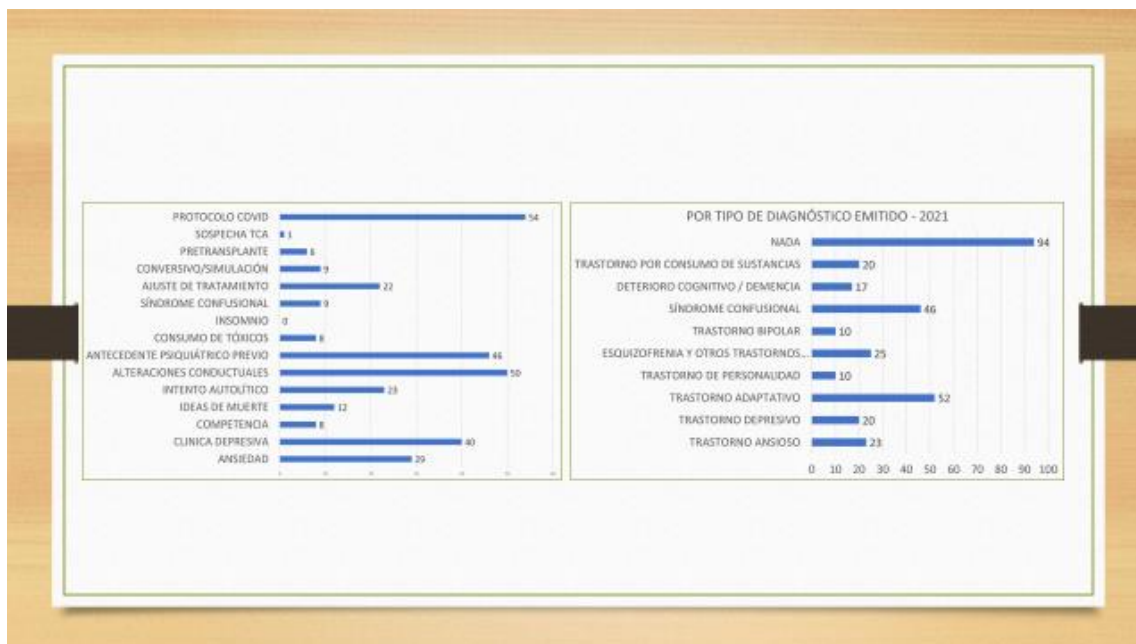 PROTOCOLO COVID 54
SOSPECHA TCA 1
PRETRANSPLANTE 6
CONVERSIVO/SIMULACIÓN 9
AJUSTE DE TRATAMIENTO 22
SÍNDROME CONFUSIONAL 9
INSOMNIO 0
CONSUMO DE TÓXICOS 8
ANTECEDENTE PSIQUIÁTRICO PREVIO 46
ALTERACIONES CONDUCTUALES 50
INTENTO AUTOLÍTICO 23
IDEAS DE MUERTE 12
COMPETENCIA 8
CLINICA DEPRESIVA 40
ANSIEDAD 29
POR TIPO DE DIAGNÓSTICO EMITIDO - 2021
NADA 94
TRASTORNO POR CONSUMO DE SUSTANCIAS 20
DETERIORO COGNITIVO / DEMENCIA 17
SÍNDROME CONFUSIONAL 46
TRASTORNO BIPOLAR 10
ESQUIZOFRENIA Y OTROS TRASTORNOS... 25
TRASTORNO DE PERSONALIDAD 10
TRASTORNO ADAPTATIVO 52
TRASTORNO DEPRESIVO 20
TRASTORNO ANSIOSO 23
0 10 20 30 40 50 60 70 80 90 100